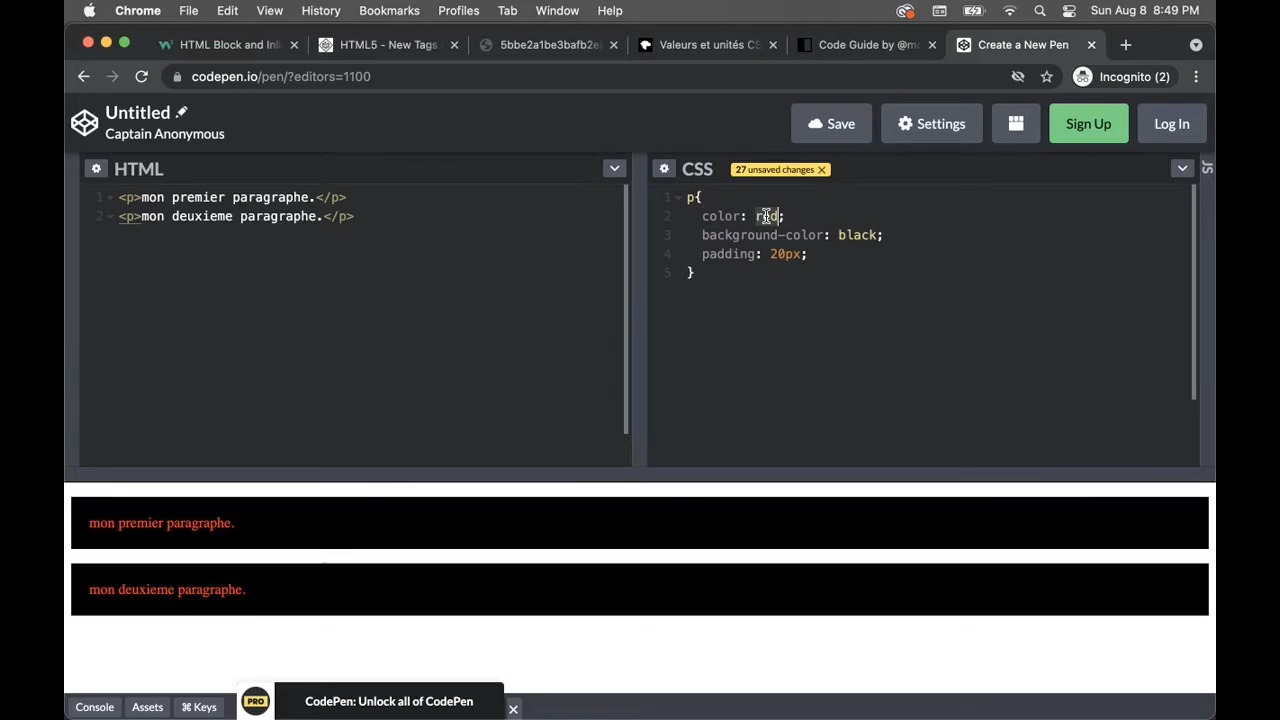 Chrome File Edit View History Bookmarks Profiles Tab Window Help Sun Aug 8 8:49 PM
HTML Block and Inli HTML5 - New Tags 5bbe2a1be3bafb2e Valeurs et unités CS Code Guide by @mo Create a New Pen
codepen.io/pen/?editors=1100 Incognito (2)
Untitled
Captain Anonymous
Save Settings Sign Up Log In
HTML
1 <p>mon premier paragraphe.</p>
2 <p>mon deuxieme paragraphe.</p>
CSS 27 unsaved changes
1 p{
2 color: red;
3 background-color: black;
4 padding: 20px;
5 }
JS
mon premier paragraphe.
mon deuxieme paragraphe.
Console Assets ⌘ Keys PRO CodePen: Unlock all of CodePen